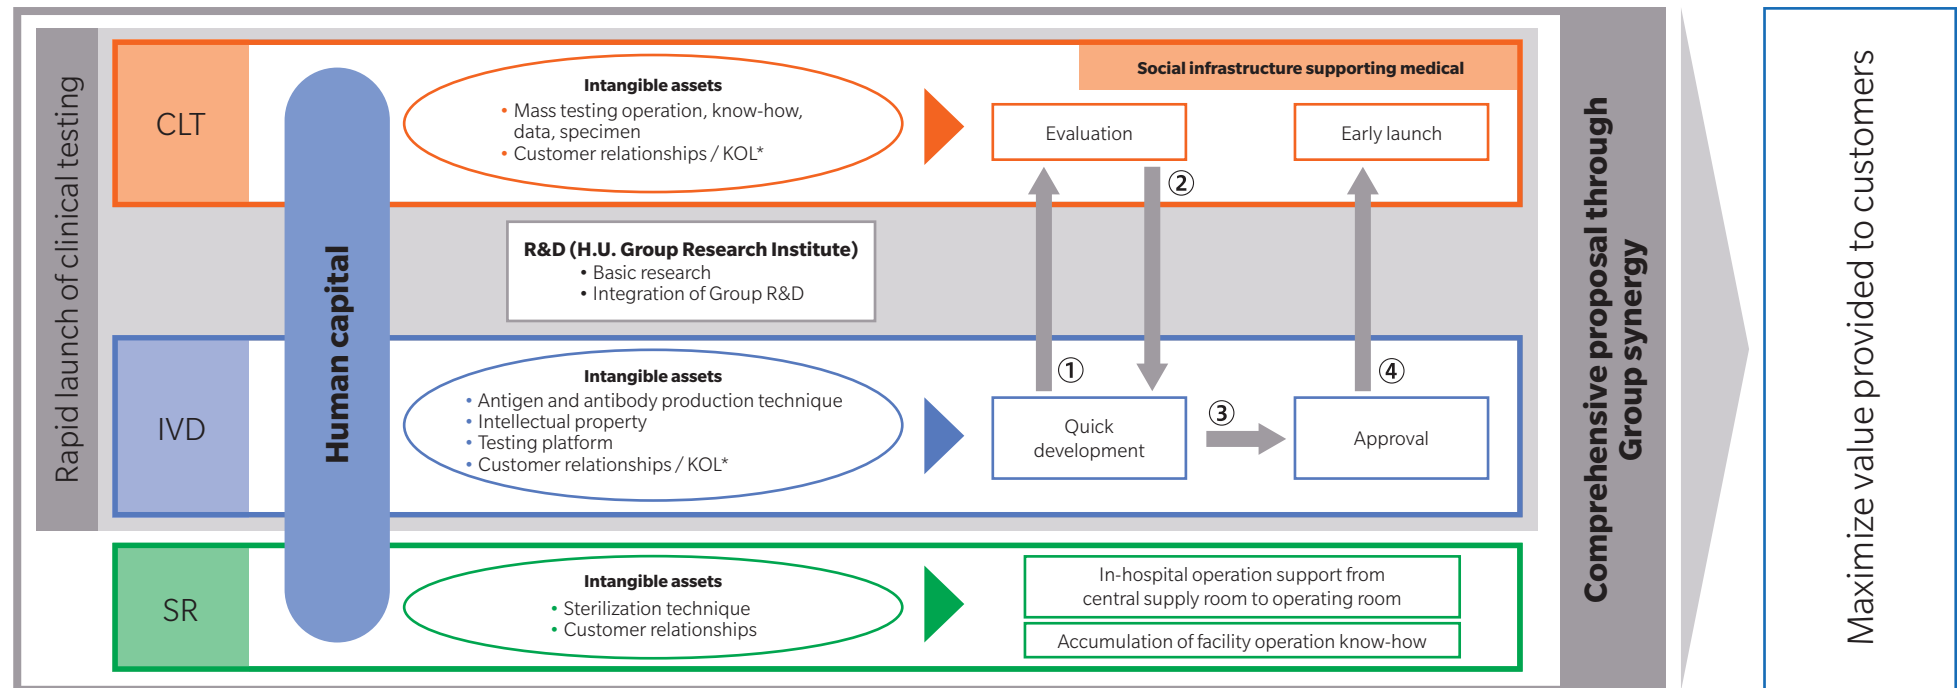 Rapid launch of clinical testing
CLT
Human capital
Intangible assets
• Mass testing operation, know-how,
data, specimen
• Customer relationships / KOL*
Social infrastructure supporting medical
Evaluation
Early launch
②
R&D (H.U. Group Research Institute)
• Basic research
• Integration of Group R&D
IVD
Intangible assets
• Antigen and antibody production technique
• Intellectual property
• Testing platform
• Customer relationships / KOL*
①
④
Quick
development
③
Approval
SR
Intangible assets
• Sterilization technique
• Customer relationships
In-hospital operation support from
central supply room to operating room
Accumulation of facility operation know-how
Comprehensive proposal through
Group synergy
Maximize value provided to customers